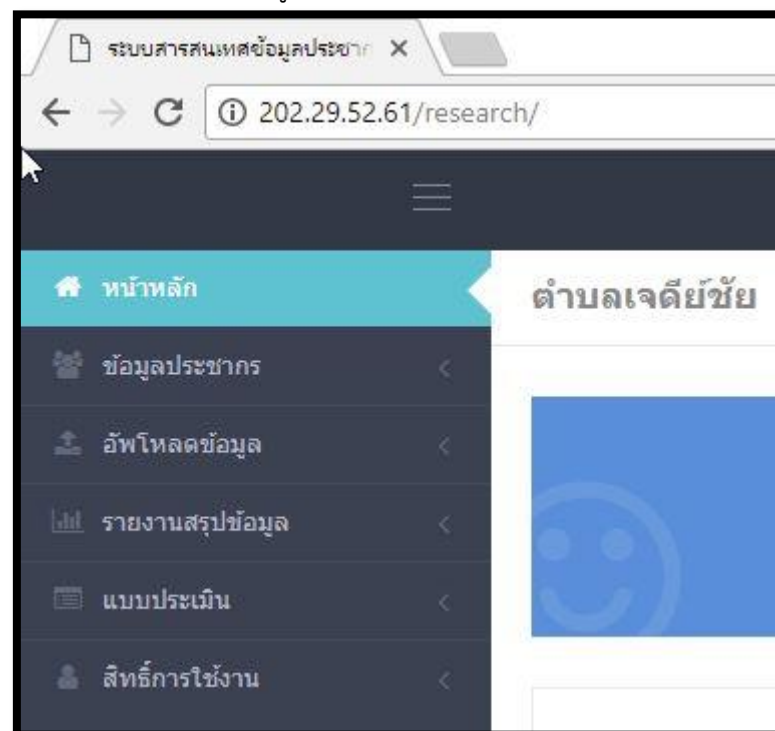 ระบบสารสนเทศข้อมูลประชาก
202.29.52.61/research/
หน้าหลัก
ตำบลเจดีย์ชัย
ข้อมูลประชากร
อัพโหลดข้อมูล
รายงานสรุปข้อมูล
แบบประเมิน
สิทธิ์การใช้งาน